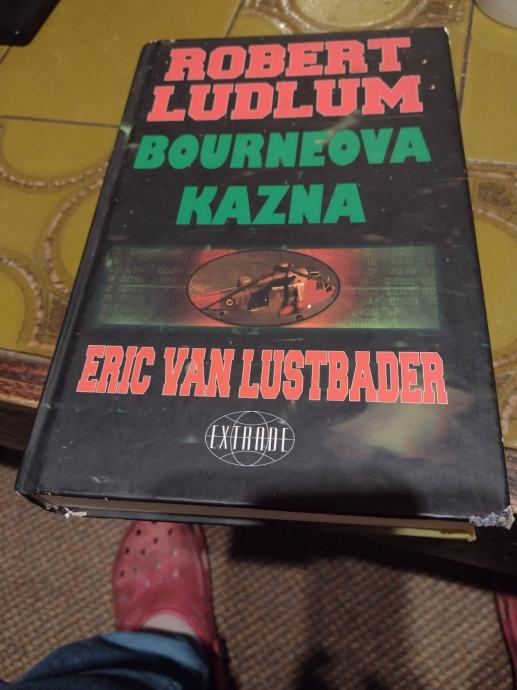 ROBERT
LUDLUM
BOURNEOVA
KAZNA
ERIC VAN LUSTBADER
EXTRADE